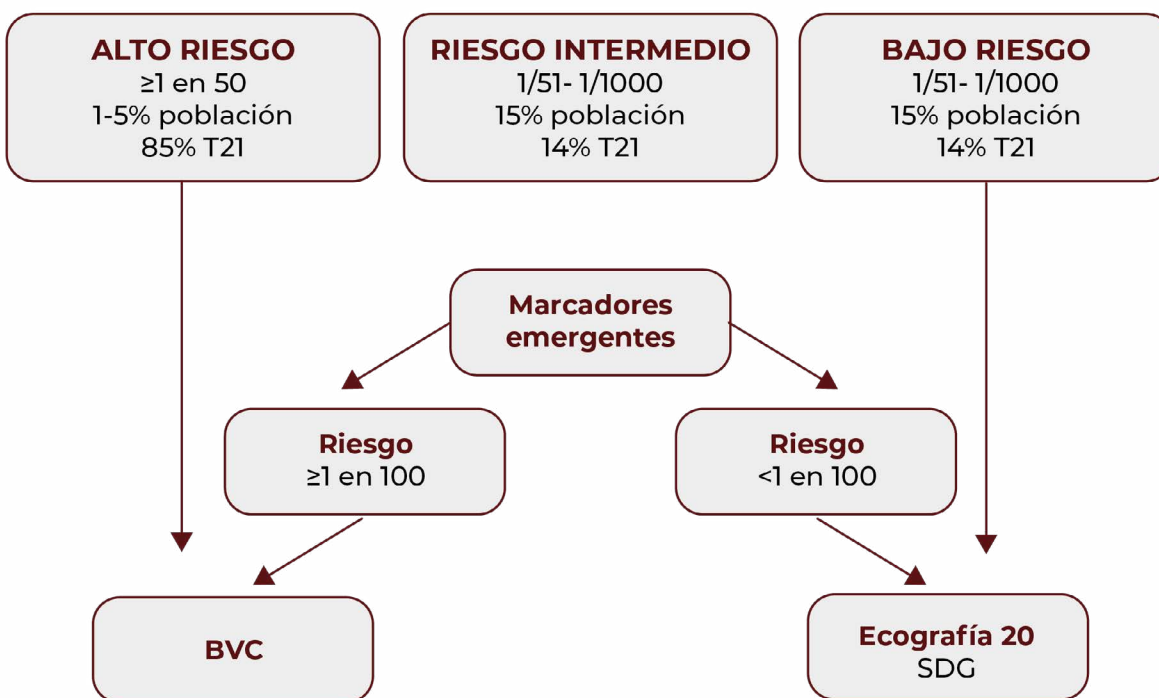 ALTO RIESGO
≥1 en 50
1-5% población
85% T21
RIESGO INTERMEDIO
1/51- 1/1000
15% población
14% T21
BAJO RIESGO
1/51- 1/1000
15% población
14% T21
Marcadores
emergentes
Riesgo
≥1 en 100
Riesgo
<1 en 100
BVC
Ecografía 20
SDG